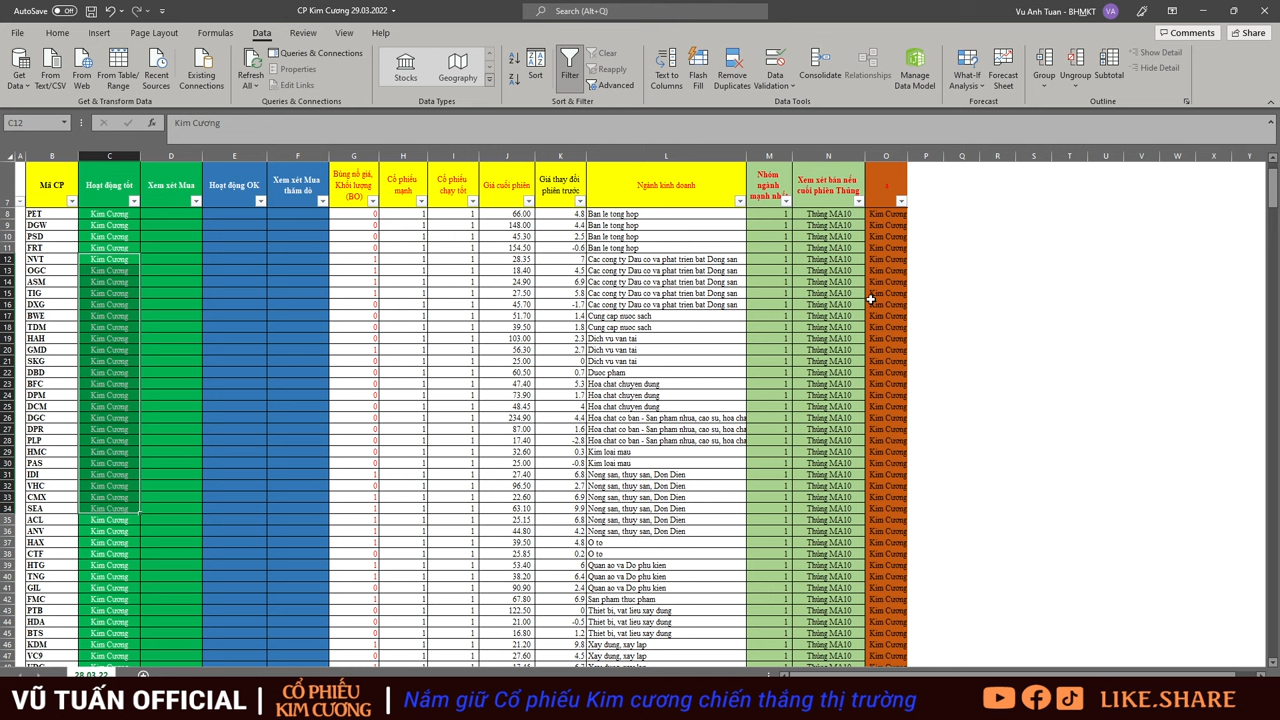 AutoSave Off CP Kim Cương 29.03.2022 Search (Alt+Q) Vu Anh Tuan - BHMKT VA
File Home Insert Page Layout Formulas Data Review View Help Comments Share
Get Data From Text/CSV From Web From Table/Range Recent Sources Existing Connections Refresh All Queries & Connections Properties Edit Links Stocks Geography Sort Filter Clear Reapply Advanced Text to Columns Flash Fill Remove Duplicates Data Validation Consolidate Relationships Manage Data Model What-If Analysis Forecast Sheet Group Ungroup Subtotal Show Detail Hide Detail
Get & Transform Data Queries & Connections Data Types Sort & Filter Data Tools Forecast Outline
C12 fx Kim Cương
A B C D E F G H I J K L M N O P Q R S T U V W X Y
7 Mã CP Hoạt động tốt Xem xét Mua Hoạt động OK Xem xét Mua thăm dò Bùng nổ giá, Khối lượng (BO) Cổ phiếu mạnh Cổ phiếu chạy tốt Giá cuối phiên Giá thay đổi phiên trước Ngành kinh doanh Nhóm ngành mạnh nhất Xem xét bán nếu cuối phiên Thủng
8 PET Kim Cương 0 1 1 66.00 4.8 Ban le tong hop 1 Thủng MA10 Kim Cương
9 DGW Kim Cương 0 1 1 148.00 4.4 Ban le tong hop 1 Thủng MA10 Kim Cương
10 PSD Kim Cương 0 1 1 45.30 2.5 Ban le tong hop 1 Thủng MA10 Kim Cương
11 FRT Kim Cương 0 1 1 154.50 -0.6 Ban le tong hop 1 Thủng MA10 Kim Cương
12 NVT Kim Cương 1 1 1 28.35 7 Cac cong ty Dau co va phat trien bat Dong san 1 Thủng MA10 Kim Cương
13 OGC Kim Cương 1 1 1 18.40 4.5 Cac cong ty Dau co va phat trien bat Dong san 1 Thủng MA10 Kim Cương
14 ASM Kim Cương 1 1 1 24.90 6.9 Cac cong ty Dau co va phat trien bat Dong san 1 Thủng MA10 Kim Cương
15 TIG Kim Cương 1 1 1 27.50 5.8 Cac cong ty Dau co va phat trien bat Dong san 1 Thủng MA10 Kim Cương
16 DXG Kim Cương 0 1 1 45.70 -1.7 Cac cong ty Dau co va phat trien bat Dong san 1 Thủng MA10 Kim Cương
17 BWE Kim Cương 0 1 1 51.70 1.4 Cung cap nuoc sach 1 Thủng MA10 Kim Cương
18 TDM Kim Cương 0 1 1 39.50 1.8 Cung cap nuoc sach 1 Thủng MA10 Kim Cương
19 HAH Kim Cương 0 1 1 103.00 2.3 Dich vu van tai 1 Thủng MA10 Kim Cương
20 GMD Kim Cương 1 1 1 56.30 2.7 Dich vu van tai 1 Thủng MA10 Kim Cương
21 SKG Kim Cương 0 1 1 25.00 0 Dich vu van tai 1 Thủng MA10 Kim Cương
22 DBD Kim Cương 0 1 1 60.50 0.7 Duoc pham 1 Thủng MA10 Kim Cương
23 BFC Kim Cương 0 1 1 47.40 5.3 Hoa chat chuyen dung 1 Thủng MA10 Kim Cương
24 DPM Kim Cương 0 1 1 73.90 1.7 Hoa chat chuyen dung 1 Thủng MA10 Kim Cương
25 DCM Kim Cương 0 1 1 48.45 4 Hoa chat chuyen dung 1 Thủng MA10 Kim Cương
26 DGC Kim Cương 0 1 1 234.90 4.4 Hoa chat co ban - San pham nhua, cao su, hoa cha 1 Thủng MA10 Kim Cương
27 DPR Kim Cương 0 1 1 87.00 1.6 Hoa chat co ban - San pham nhua, cao su, hoa cha 1 Thủng MA10 Kim Cương
28 PLP Kim Cương 0 1 1 17.40 -2.8 Hoa chat co ban - San pham nhua, cao su, hoa cha 1 Thủng MA10 Kim Cương
29 HMC Kim Cương 0 1 1 32.60 0.3 Kim loai mau 1 Thủng MA10 Kim Cương
30 PAS Kim Cương 0 1 1 25.00 -0.8 Kim loai mau 1 Thủng MA10 Kim Cương
31 IDI Kim Cương 1 1 1 27.40 6.8 Nong san, thuy san, Don Dien 1 Thủng MA10 Kim Cương
32 VHC Kim Cương 0 1 1 96.50 2.7 Nong san, thuy san, Don Dien 1 Thủng MA10 Kim Cương
33 CMX Kim Cương 1 1 1 22.60 6.9 Nong san, thuy san, Don Dien 1 Thủng MA10 Kim Cương
34 SEA Kim Cương 1 1 1 63.10 9.9 Nong san, thuy san, Don Dien 1 Thủng MA10 Kim Cương
35 ACL Kim Cương 1 1 1 25.15 6.8 Nong san, thuy san, Don Dien 1 Thủng MA10 Kim Cương
36 ANV Kim Cương 1 1 1 44.80 4.2 Nong san, thuy san, Don Dien 1 Thủng MA10 Kim Cương
37 HAX Kim Cương 1 1 1 39.50 4.8 O to 1 Thủng MA10 Kim Cương
38 CTF Kim Cương 0 1 1 25.85 0.2 O to 1 Thủng MA10 Kim Cương
39 HTG Kim Cương 1 1 1 53.40 6 Quan ao va Do phu kien 1 Thủng MA10 Kim Cương
40 TNG Kim Cương 1 1 1 38.20 6.4 Quan ao va Do phu kien 1 Thủng MA10 Kim Cương
41 GIL Kim Cương 1 1 1 90.90 2.4 Quan ao va Do phu kien 1 Thủng MA10 Kim Cương
42 FMC Kim Cương 1 1 1 67.80 6.9 San pham thuc pham 1 Thủng MA10 Kim Cương
43 PTB Kim Cương 0 1 1 122.50 0 Thiet bi, vat lieu xay dung 1 Thủng MA10 Kim Cương
44 HDA Kim Cương 0 1 1 21.00 -0.5 Thiet bi, vat lieu xay dung 1 Thủng MA10 Kim Cương
45 BTS Kim Cương 1 1 1 16.80 1.2 Thiet bi, vat lieu xay dung 1 Thủng MA10 Kim Cương
46 KDM Kim Cương 1 1 1 21.20 9.8 Xay dung, xay lap 1 Thủng MA10 Kim Cương
47 VC9 Kim Cương 0 1 1 27.60 4.5 Xay dung, xay lap 1 Thủng MA10 Kim Cương
28.03.22
VŨ TUẤN OFFICIAL | CỔ PHIẾU KIM CƯƠNG | Nắm giữ Cổ phiếu Kim cương chiến thắng thị trường LIKE.SHARE